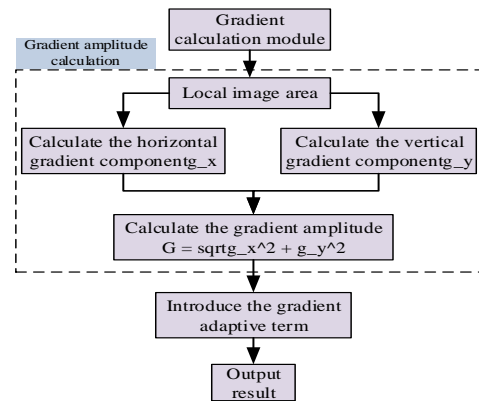 Gradient
calculation module
Gradient amplitude
calculation
Local image area
Calculate the horizontal
gradient componentg_x
Calculate the vertical
gradient componentg_y
Calculate the gradient amplitude
G = sqrtg_x^2 + g_y^2
Introduce the gradient
adaptive term
Output
result